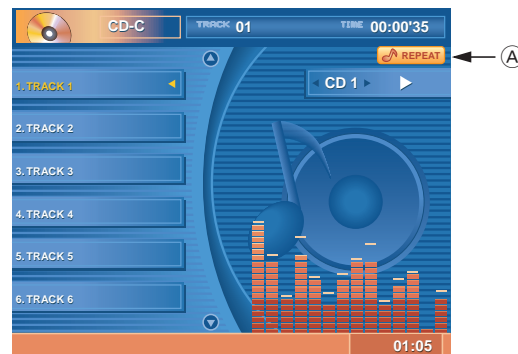 CD-C TRACK 01 TIME 00:00'35
REPEAT A
CD 1
1.TRACK 1
2.TRACK 2
3.TRACK 3
4.TRACK 4
5.TRACK 5
6.TRACK 6
01:05